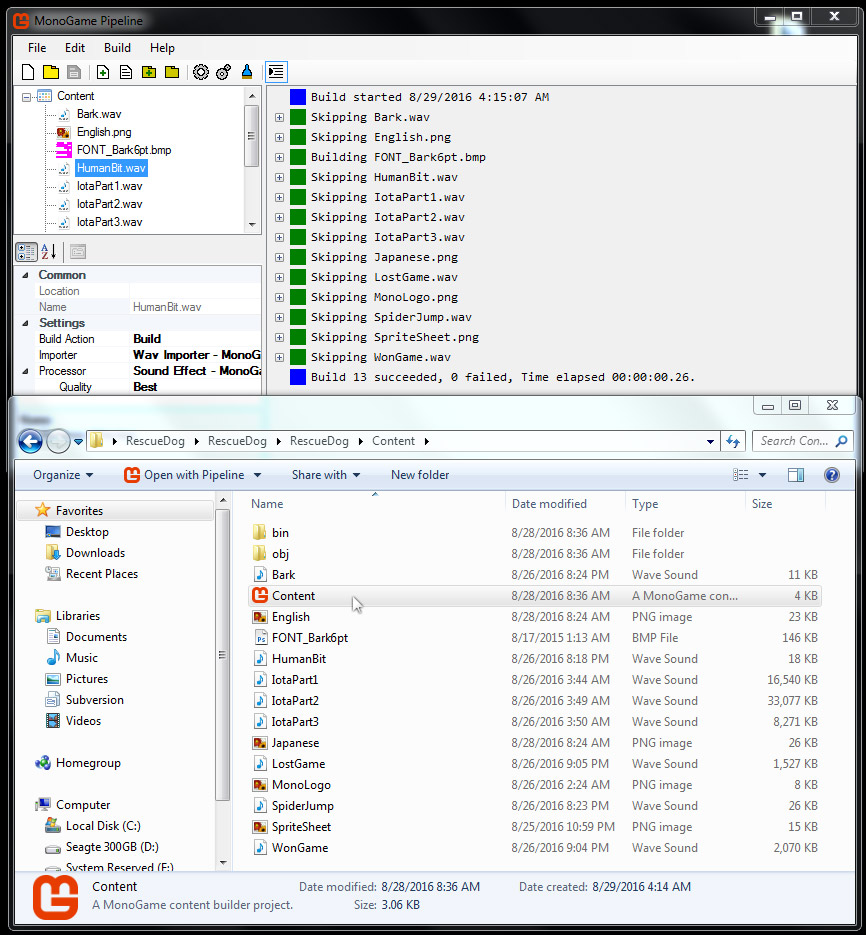 MonoGame Pipeline
File Edit Build Help
Content
Bark.wav
English.png
FONT_Bark6pt.bmp
HumanBit.wav
IotaPart1.wav
IotaPart2.wav
IotaPart3.wav
Common
Location
Name HumanBit.wav
Settings
Build Action Build
Importer Wav Importer - MonoG
Processor Sound Effect - MonoGa
Quality Best
Build started 8/29/2016 4:15:07 AM
Skipping Bark.wav
Skipping English.png
Building FONT_Bark6pt.bmp
Skipping HumanBit.wav
Skipping IotaPart1.wav
Skipping IotaPart2.wav
Skipping IotaPart3.wav
Skipping Japanese.png
Skipping LostGame.wav
Skipping MonoLogo.png
Skipping SpiderJump.wav
Skipping SpriteSheet.png
Skipping WonGame.wav
Build 13 succeeded, 0 failed, Time elapsed 00:00:00.26.
RescueDog RescueDog RescueDog Content
Search Con...
Organize Open with Pipeline Share with New folder
Favorites
Desktop
Downloads
Recent Places
Libraries
Documents
Music
Pictures
Subversion
Videos
Homegroup
Computer
Local Disk (C:)
Seagte 300GB (D:)
System Reserved (F:)
Name Date modified Type Size
bin 8/28/2016 8:36 AM File folder
obj 8/28/2016 8:36 AM File folder
Bark 8/26/2016 8:24 PM Wave Sound 11 KB
Content 8/28/2016 8:36 AM A MonoGame con... 4 KB
English 8/28/2016 8:24 AM PNG image 23 KB
FONT_Bark6pt 8/17/2015 1:13 AM BMP File 146 KB
HumanBit 8/26/2016 8:18 PM Wave Sound 18 KB
IotaPart1 8/26/2016 3:44 AM Wave Sound 16,540 KB
IotaPart2 8/26/2016 3:49 AM Wave Sound 33,077 KB
IotaPart3 8/26/2016 3:50 AM Wave Sound 8,271 KB
Japanese 8/28/2016 8:24 AM PNG image 26 KB
LostGame 8/26/2016 9:05 PM Wave Sound 1,527 KB
MonoLogo 8/26/2016 2:24 AM PNG image 8 KB
SpiderJump 8/26/2016 8:23 PM Wave Sound 26 KB
SpriteSheet 8/25/2016 10:59 PM PNG image 15 KB
WonGame 8/26/2016 9:04 PM Wave Sound 2,070 KB
Content Date modified: 8/28/2016 8:36 AM Date created: 8/29/2016 4:14 AM
A MonoGame content builder project. Size: 3.06 KB